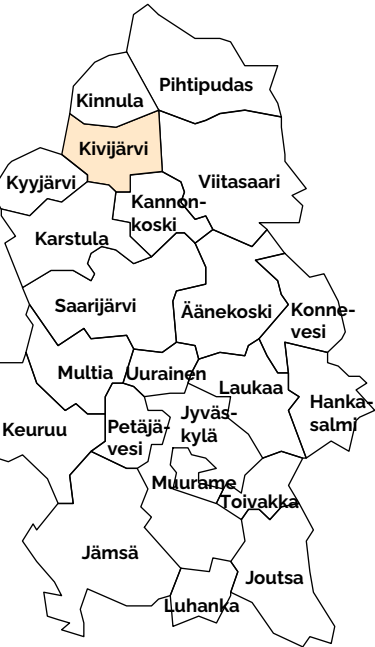 Pihtipudas
Kinnula
Kivijärvi
Kyyjärvi
Viitasaari
Kannon-
koski
Karstula
Saarijärvi
Äänekoski
Konne-
vesi
Multia
Uurainen
Laukaa
Hanka-
salmi
Keuruu
Petäjä-
vesi
Jyväs-
kylä
Muurame
Toivakka
Jämsä
Joutsa
Luhanka